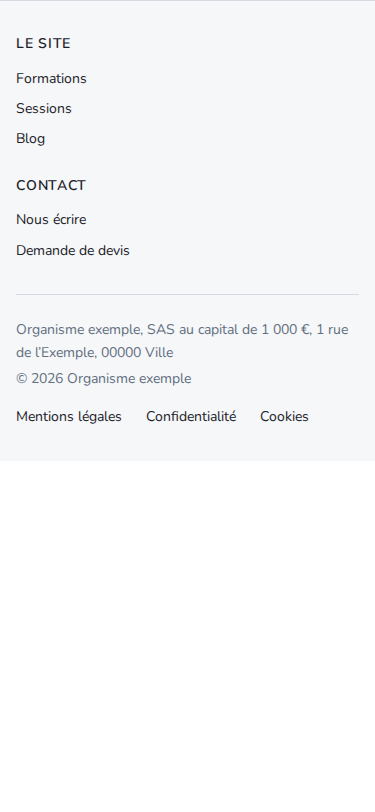 LE SITE
Formations
Sessions
Blog
CONTACT
Nous écrire
Demande de devis
Organisme exemple, SAS au capital de 1 000 €, 1 rue
de l'Exemple, 00000 Ville
© 2026 Organisme exemple
Mentions légales Confidentialité Cookies